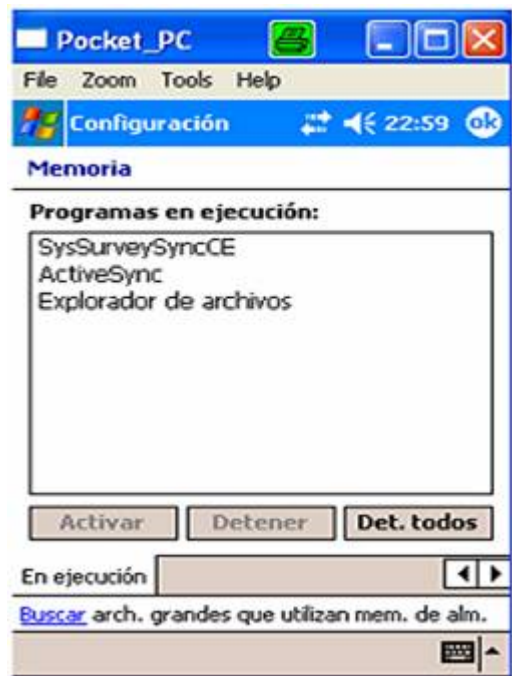 Pocket_PC
File Zoom Tools Help
Configuración 22:59 ok
Memoria
Programas en ejecución:
SysSurveySyncCE
ActiveSync
Explorador de archivos
Activar Detener Det. todos
En ejecución
Buscar arch. grandes que utilizan mem. de alm.